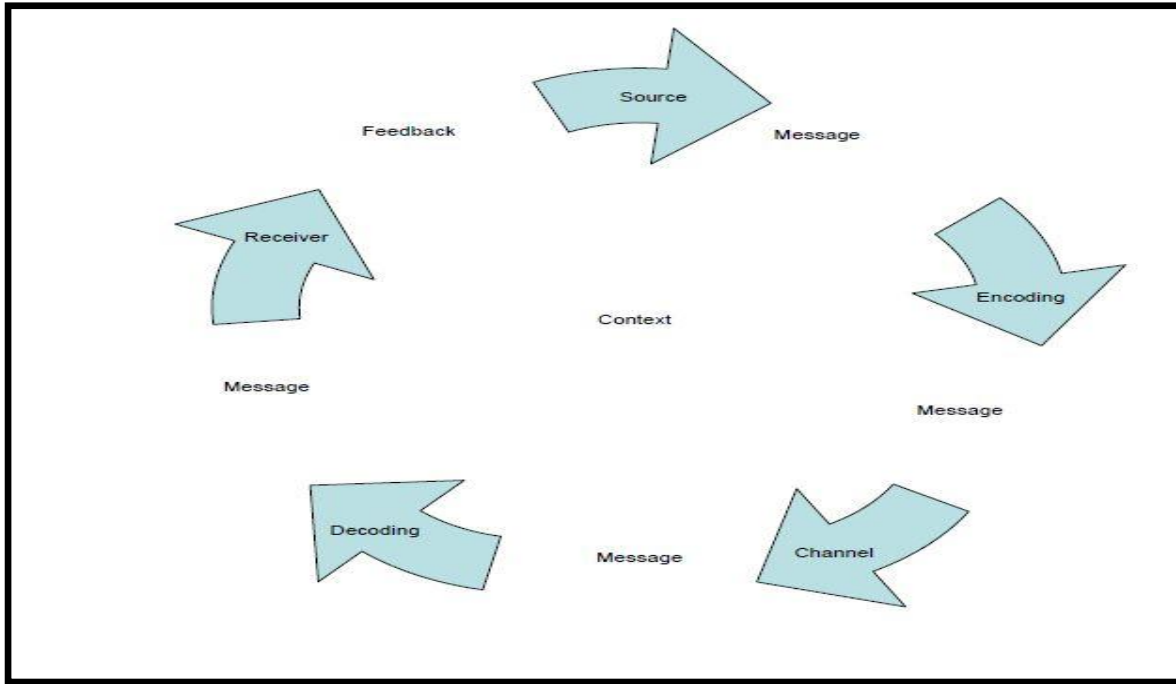 Source
Feedback
Message
Receiver
Encoding
Context
Message
Message
Decoding
Message
Channel